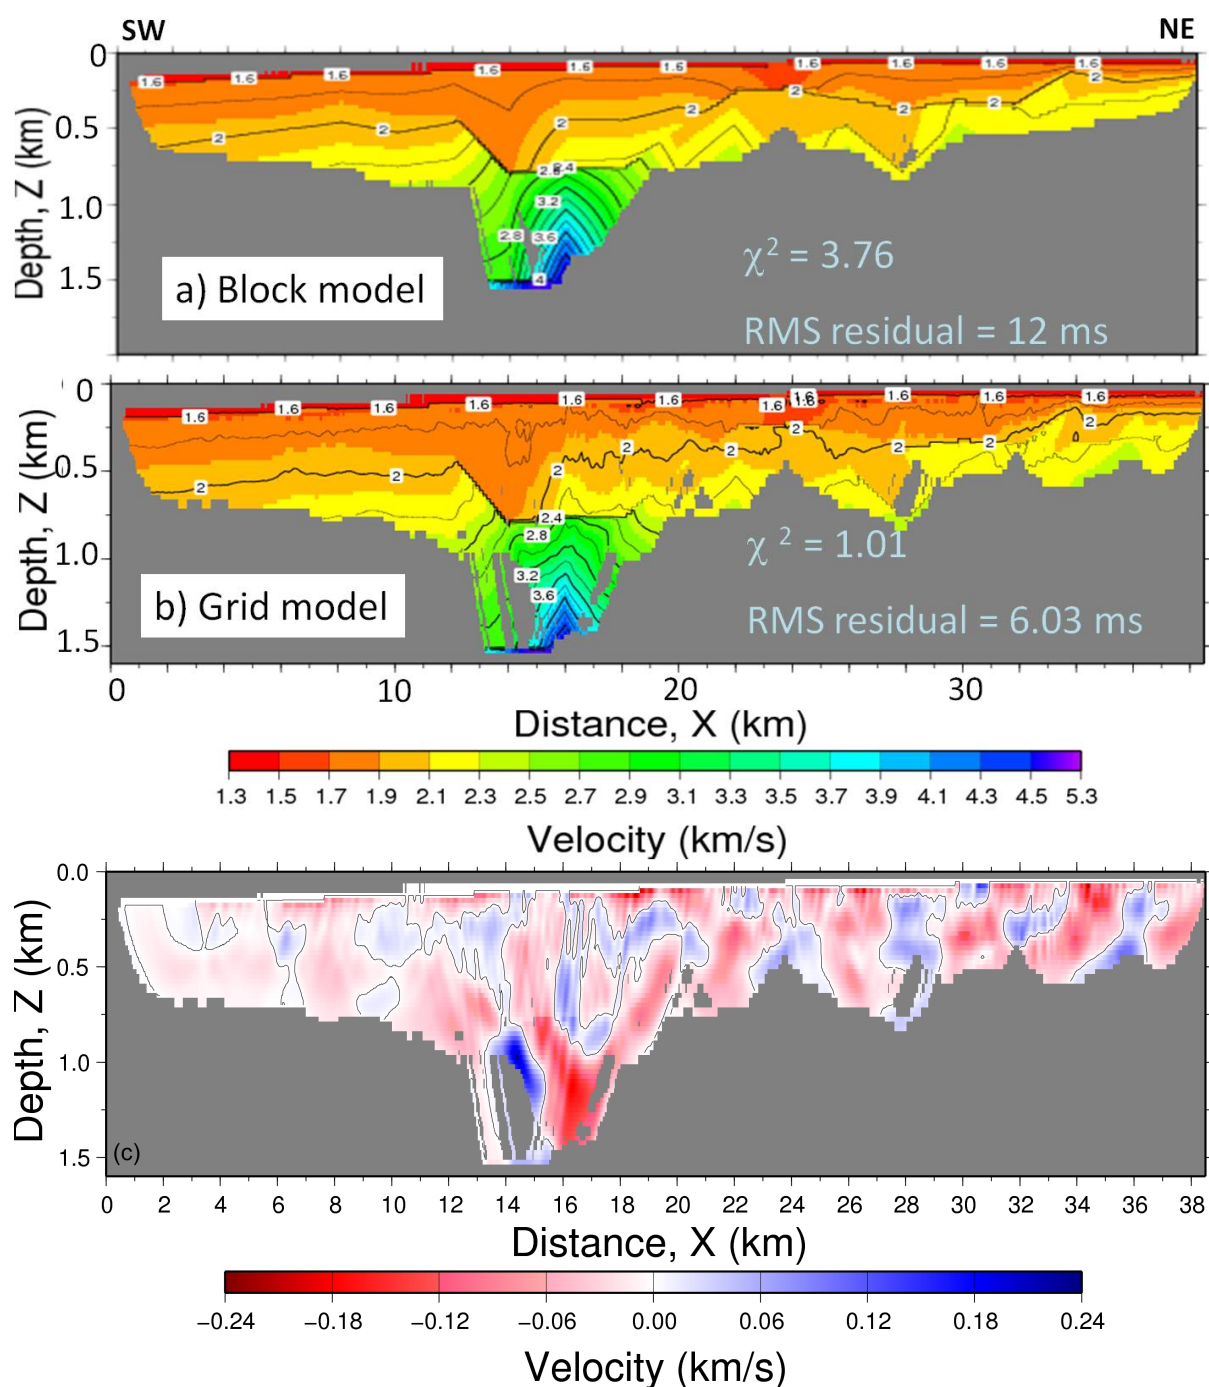 SW NE
0
1.6 1.6 1.6 1.6 1.6 1.6 1.6 1.6 1.6 1.6
2 2 2 2 2 2 2 2
0.5
2.4
3.2
2.8 3.6
4
1.0
1.5
Depth, Z (km)
a) Block model
χ² = 3.76
RMS residual = 12 ms
0
1.6 1.6 1.6 1.6 1.6 1.6 1.6 1.6 1.6 1.6 1.6
2 2 2 2 2 2 2 2 2 2
0.5
2.4
2.8
3.2
3.6
1.0
1.5
Depth, Z (km)
b) Grid model
χ ² = 1.01
RMS residual = 6.03 ms
0 10 20 30
Distance, X (km)
1.3 1.5 1.7 1.9 2.1 2.3 2.5 2.7 2.9 3.1 3.3 3.5 3.7 3.9 4.1 4.3 4.5 5.3
Velocity (km/s)
0.0
0.5
1.0
1.5
Depth, Z (km)
(c)
0 2 4 6 8 10 12 14 16 18 20 22 24 26 28 30 32 34 36 38
Distance, X (km)
−0.24 −0.18 −0.12 −0.06 0.00 0.06 0.12 0.18 0.24
Velocity (km/s)